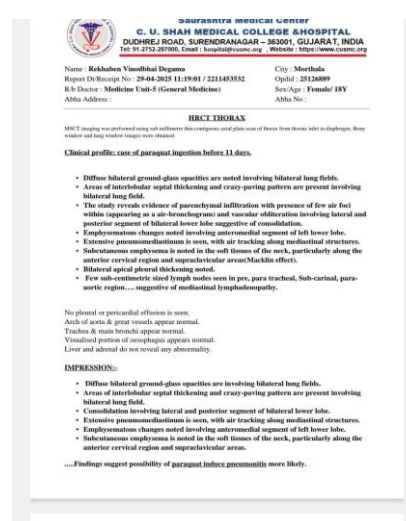 Saurashtra Medical Center
C. U. SHAH MEDICAL COLLEGE &HOSPITAL
DUDHREJ ROAD, SURENDRANAGAR – 363001, GUJARAT, INDIA
Tel: 91-2752-287000, Email : hospital@cusmc.org , Website : https://www.cusmc.org
Name : Rekhaben Vinodbhai Degama City : Morthala
Report Dt/Receipt No : 29-04-2025 11:19:01 / 2211453532 Opdid : 25126889
R/b Doctor : Medicine Unit-5 (General Medicine) Sex/Age : Female/ 18Y
Abha Address : Abha No :
HRCT THORAX
MSCT imaging was performed using sub millimetre thin contiguous axial plain scan of thorax from thoraic inlet to diaphragm. Bony
window and lung window images were obtained.
Clinical profile: case of paraquat ingestion before 11 days.
• Diffuse bilateral ground-glass opacities are noted involving bilateral lung fields.
• Areas of interlobular septal thickening and crazy-paving pattern are present involving
bilateral lung field.
• The study reveals evidence of parenchymal infiltration with presence of few air foci
within (appearing as a air-bronchogram) and vascular obliteration involving lateral and
posterior segment of bilateral lower lobe suggestive of consolidation.
• Emphysematous changes noted involving anteromedial segment of left lower lobe.
• Extensive pneumomediastinum is seen, with air tracking along mediastinal structures.
• Subcutaneous emphysema is noted in the soft tissues of the neck, particularly along the
anterior cervical region and supraclavicular areas(Macklin effect).
• Bilateral apical pleural thickening noted.
• Few sub-centimetric sized lymph nodes seen in pre, para tracheal, Sub-carinal, para-
aortic region…. suggestive of mediastinal lymphadenopathy.
No pleural or pericardial effusion is seen.
Arch of aorta & great vessels appear normal.
Trachea & main bronchi appear normal.
Visualised portion of oesophagus appears normal.
Liver and adrenal do not reveal any abnormality.
IMPRESSION:-
• Diffuse bilateral ground-glass opacities are involving bilateral lung fields.
• Areas of interlobular septal thickening and crazy-paving pattern are present involving
bilateral lung field.
• Consolidation involving lateral and posterior segment of bilateral lower lobe.
• Extensive pneumomediastinum is seen, with air tracking along mediastinal structures.
• Emphysematous changes noted involving anteromedial segment of left lower lobe.
• Subcutaneous emphysema is noted in the soft tissues of the neck, particularly along the
anterior cervical region and supraclavicular areas.
…..Findings suggest possibility of paraquat induce pneumonitis more likely.